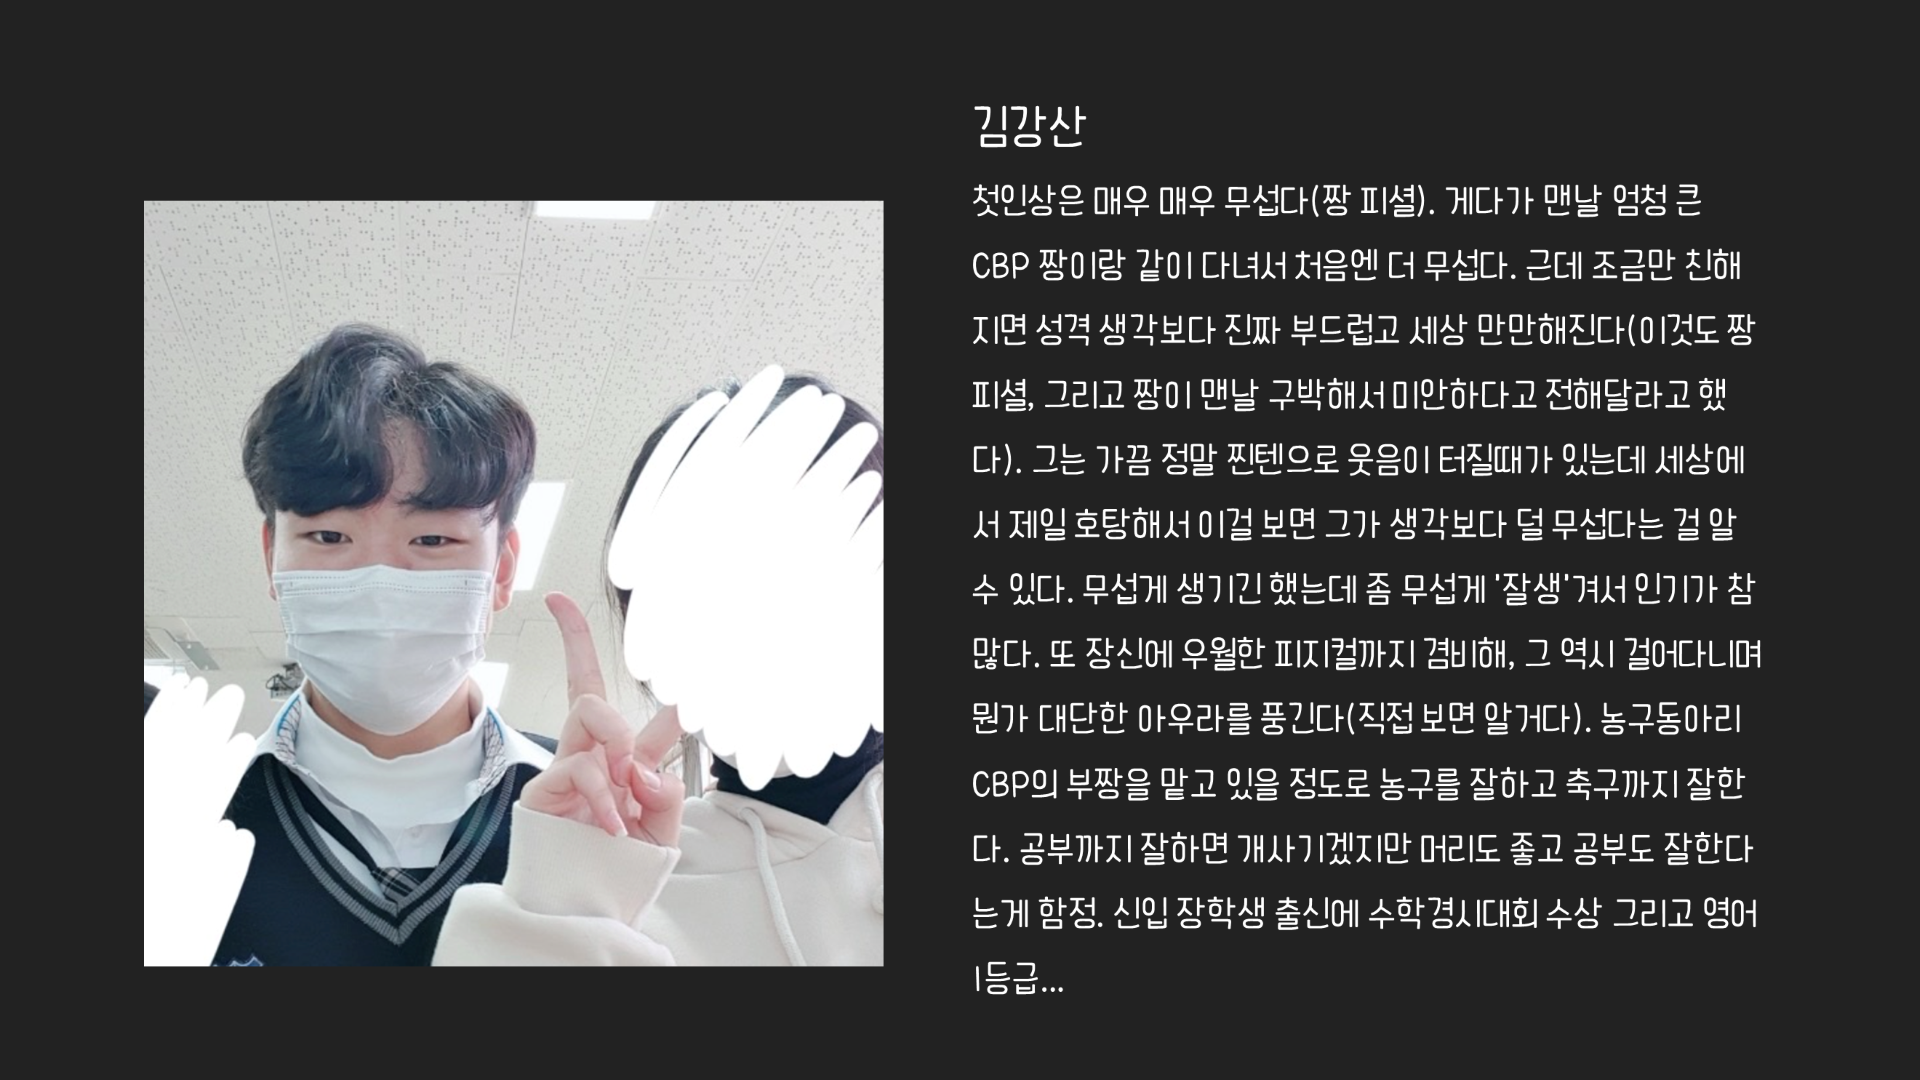 김강산
첫인상은 매우 매우 무섭다(짱 피셜). 게다가 맨날 엄청 큰
CBP 짱이랑 같이 다녀서 처음엔 더 무섭다. 근데 조금만 친해
지면 성격 생각보다 진짜 부드럽고 세상 만만해진다(이것도 짱
피셜, 그리고 짱이 맨날 구박해서 미안하다고 전해달라고 했
다). 그는 가끔 정말 찐텐으로 웃음이 터질때가 있는데 세상에
서 제일 호탕해서 이걸 보면 그가 생각보다 덜 무섭다는 걸 알
수 있다. 무섭게 생기긴 했는데 좀 무섭게 '잘생'겨서 인기가 참
많다. 또 장신에 우월한 피지컬까지 겸비해, 그 역시 걸어다니며
뭔가 대단한 아우라를 풍긴다(직접 보면 알거다). 농구동아리
CBP의 부짱을 맡고 있을 정도로 농구를 잘하고 축구까지 잘한
다. 공부까지 잘하면 개사기겠지만 머리도 좋고 공부도 잘한다
는게 함정. 신입 장학생 출신에 수학경시대회 수상 그리고 영어
1등급...